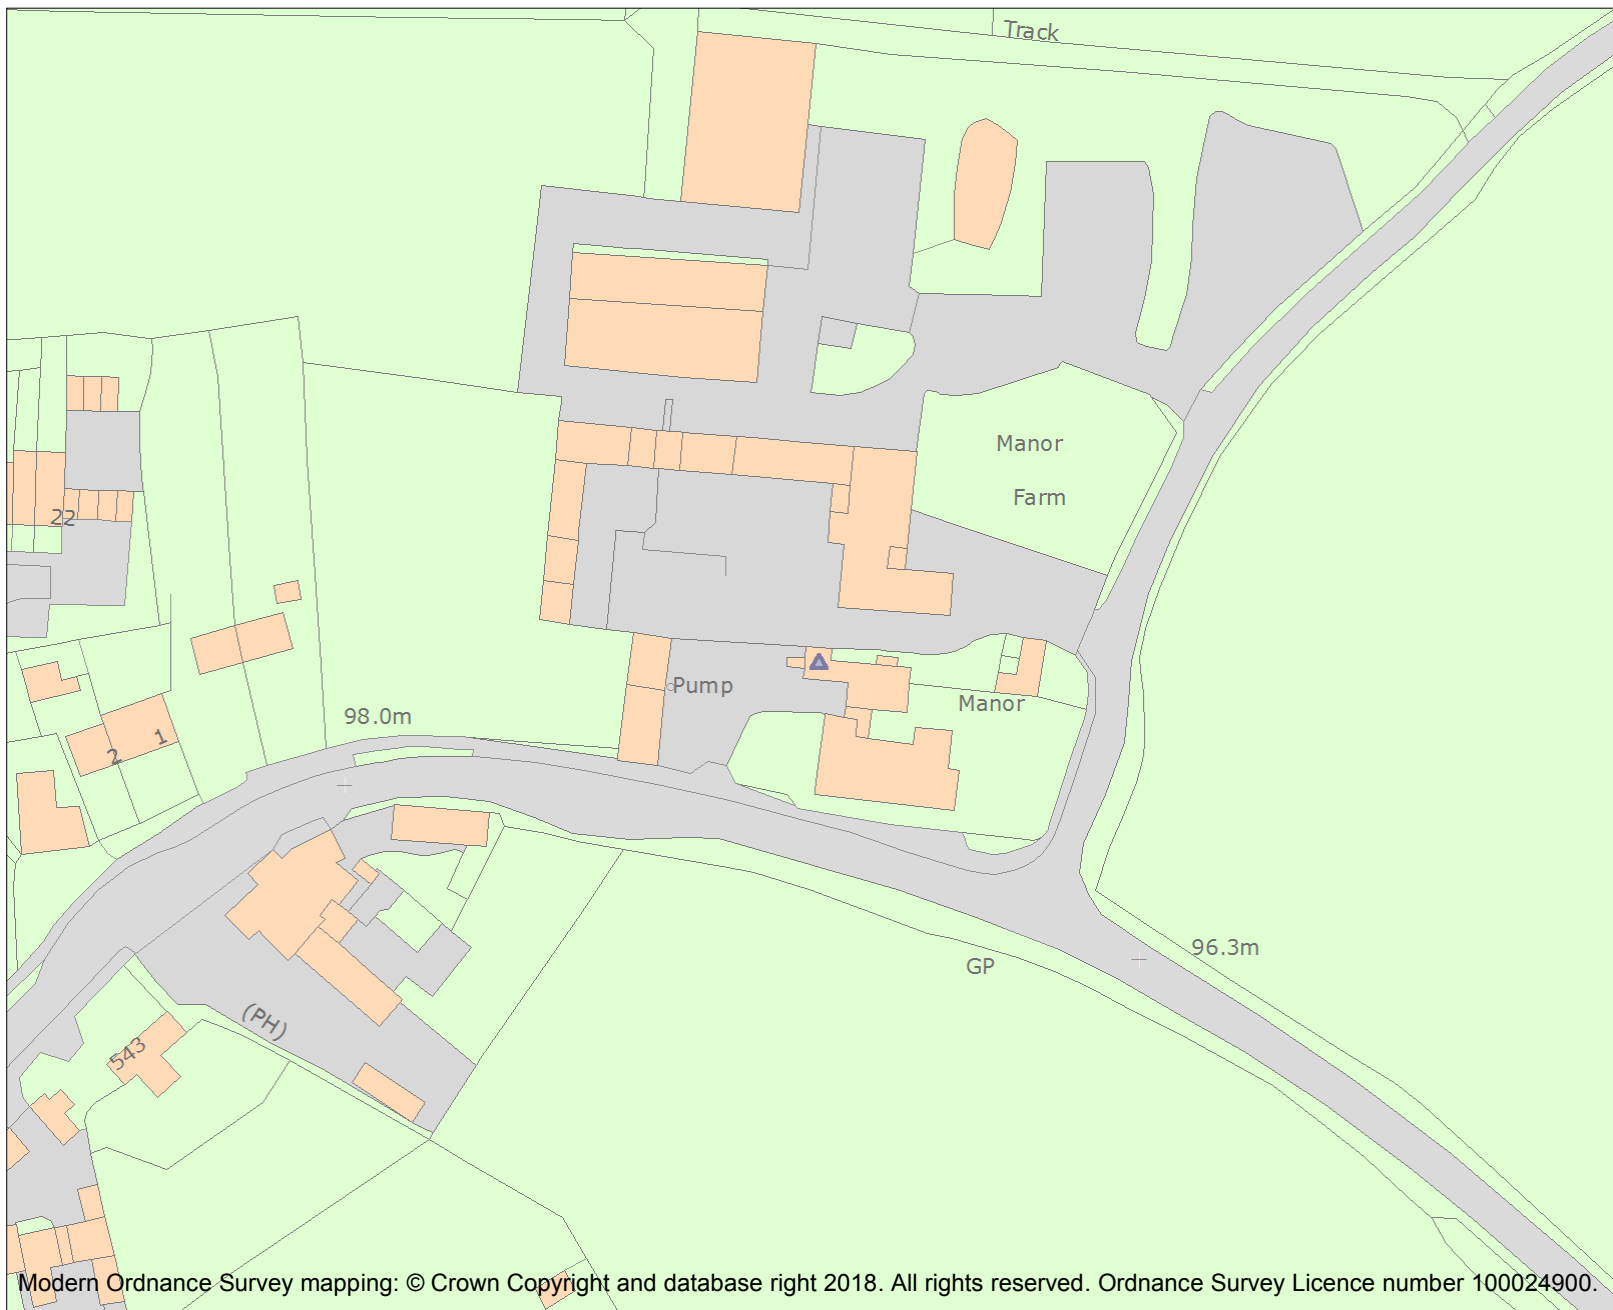 Track
Manor
Farm
22
Pump
Manor
98.0m
1
2
96.3m
GP
(PH)
543
Modern Ordnance Survey mapping: © Crown Copyright and database right 2018. All rights reserved. Ordnance Survey Licence number 100024900.